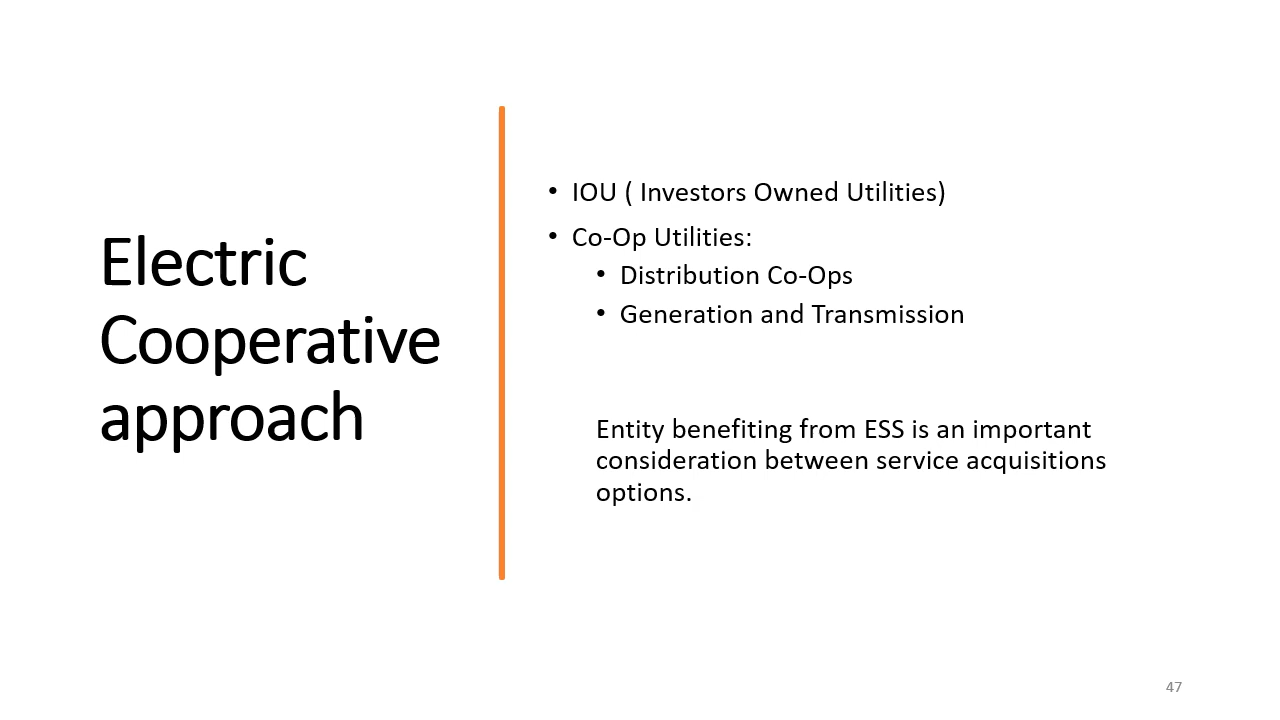 Electric
Cooperative
approach
• IOU ( Investors Owned Utilities)
• Co-Op Utilities:
• Distribution Co-Ops
• Generation and Transmission
Entity benefiting from ESS is an important
consideration between service acquisitions
options.
47